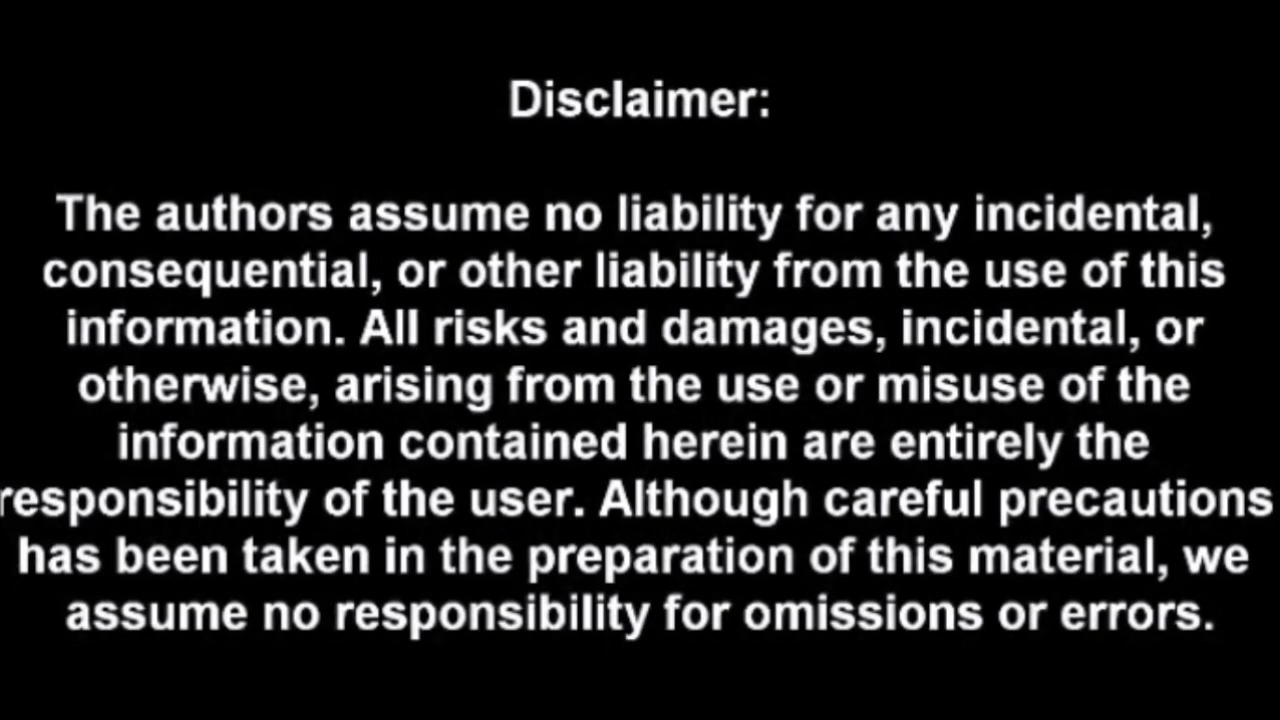 Disclaimer:
The authors assume no liability for any incidental,
consequential, or other liability from the use of this
information. All risks and damages, incidental, or
otherwise, arising from the use or misuse of the
information contained herein are entirely the
responsibility of the user. Although careful precautions
has been taken in the preparation of this material, we
assume no responsibility for omissions or errors.